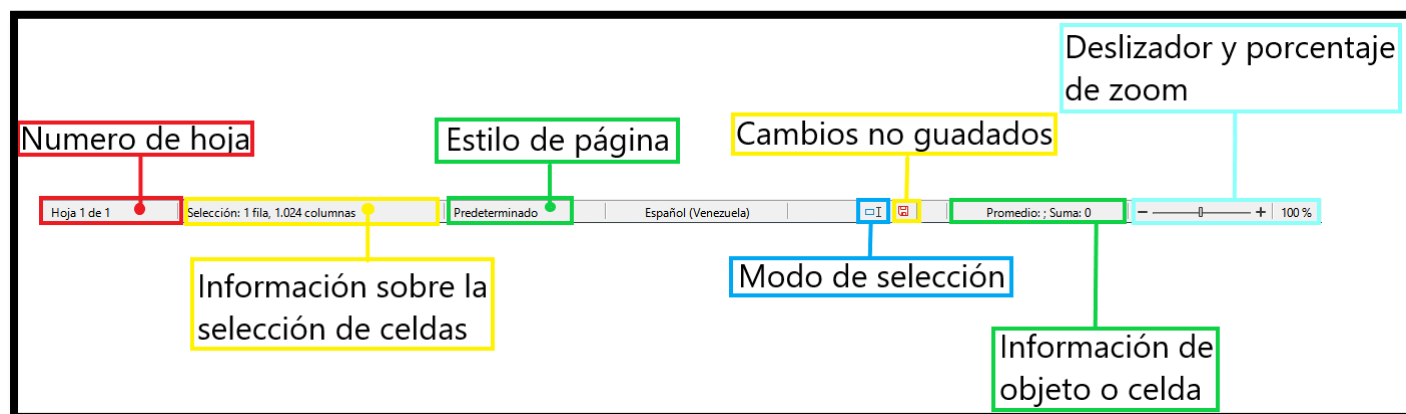 Deslizador y porcentaje
de zoom
Numero de hoja
Estilo de página
Cambios no guadados
Hoja 1 de 1
Selección: 1 fila, 1.024 columnas
Predeterminado
Español (Venezuela)
Promedio: ; Suma: 0
100 %
Información sobre la
selección de celdas
Modo de selección
Información de
objeto o celda